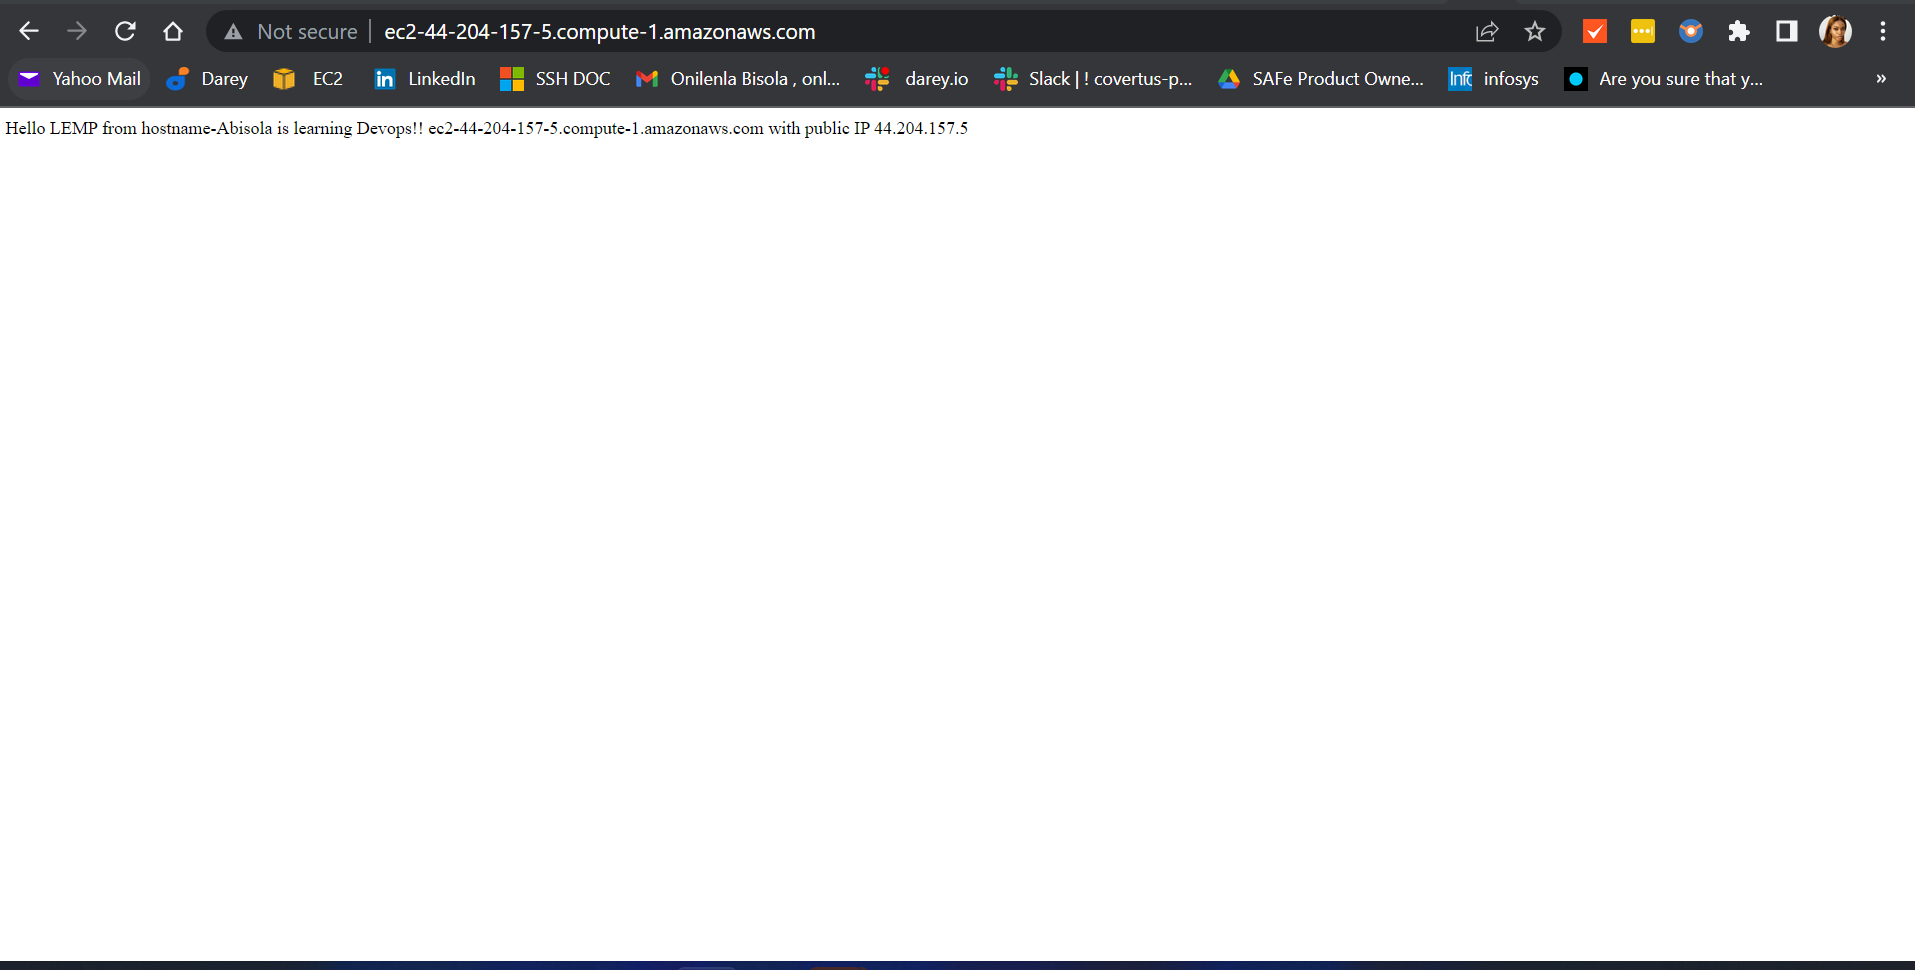 Not secure ec2-44-204-157-5.compute-1.amazonaws.com
Yahoo Mail Darey EC2 in LinkedIn SSH DOC Onilenla Bisola , onl... darey.io Slack | ! covertus-p... SAFe Product Owne... Infc infosys Are you sure that y... »
Hello LEMP from hostname-Abisola is learning Devops!! ec2-44-204-157-5.compute-1.amazonaws.com with public IP 44.204.157.5